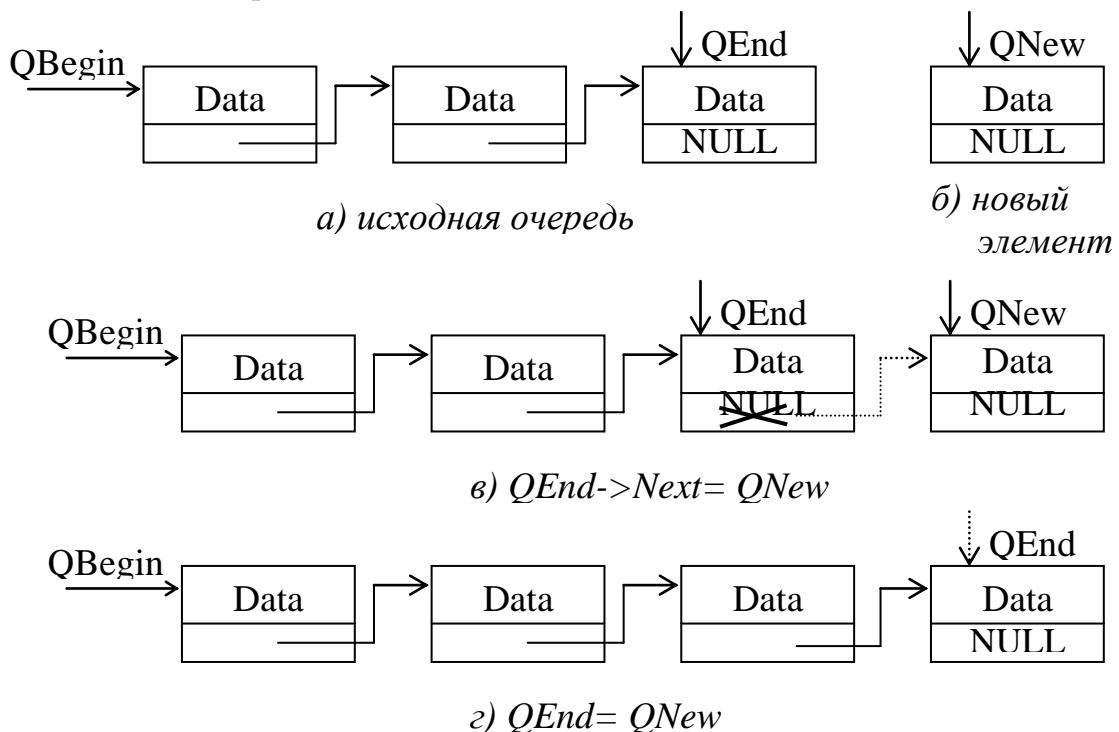 QEnd
QNew
QBegin
Data
Data
Data
Data
NULL
NULL
а) исходная очередь
б) новый
элемент
QEnd
QNew
QBegin
Data
Data
Data
Data
NULL
NULL
в) QEnd->Next= QNew
QEnd
QBegin
Data
Data
Data
Data
NULL
г) QEnd= QNew